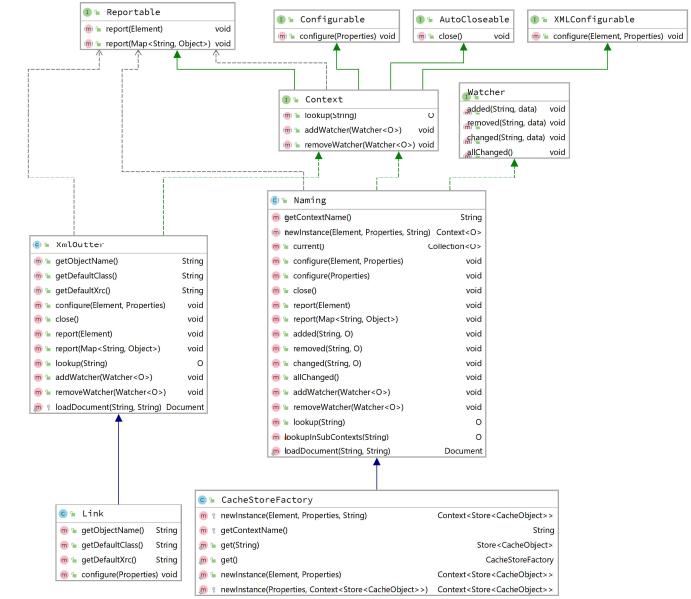 Reportable
report(Element) void
report(Map<String, Object>) void
Configurable
configure(Properties) void
AutoCloseable
close() void
XMLConfigurable
configure(Element, Properties) void
Context
lookup(String) O
addWatcher(Watcher<O>) void
removeWatcher(Watcher<O>) void
Watcher
added(String, data) void
removed(String, data) void
changed(String, data) void
allChanged() void
Naming
getContextName() String
newInstance(Element, Properties, String) Context<O>
current() Collection<O>
configure(Element, Properties) void
configure(Properties) void
close() void
report(Element) void
report(Map<String, Object>) void
added(String, O) void
removed(String, O) void
changed(String, O) void
allChanged() void
addWatcher(Watcher<O>) void
removeWatcher(Watcher<O>) void
lookup(String) O
lookupInSubContexts(String) O
loadDocument(String, String) Document
XmlOutter
getObjectName() String
getDefaultClass() String
getDefaultXrc() String
configure(Element, Properties) void
close() void
report(Element) void
report(Map<String, Object>) void
lookup(String) O
addWatcher(Watcher<O>) void
removeWatcher(Watcher<O>) void
loadDocument(String, String) Document
Link
getObjectName() String
getDefaultClass() String
getDefaultXrc() String
configure(Properties) void
CacheStoreFactory
newInstance(Element, Properties, String) Context<Store<CacheObject>>
getContextName() String
get(String) Store<CacheObject>
get() CacheStoreFactory
newInstance(Element, Properties) Context<Store<CacheObject>>
newInstance(Properties, Context<Store<CacheObject>>) Context<Store<CacheObject>>